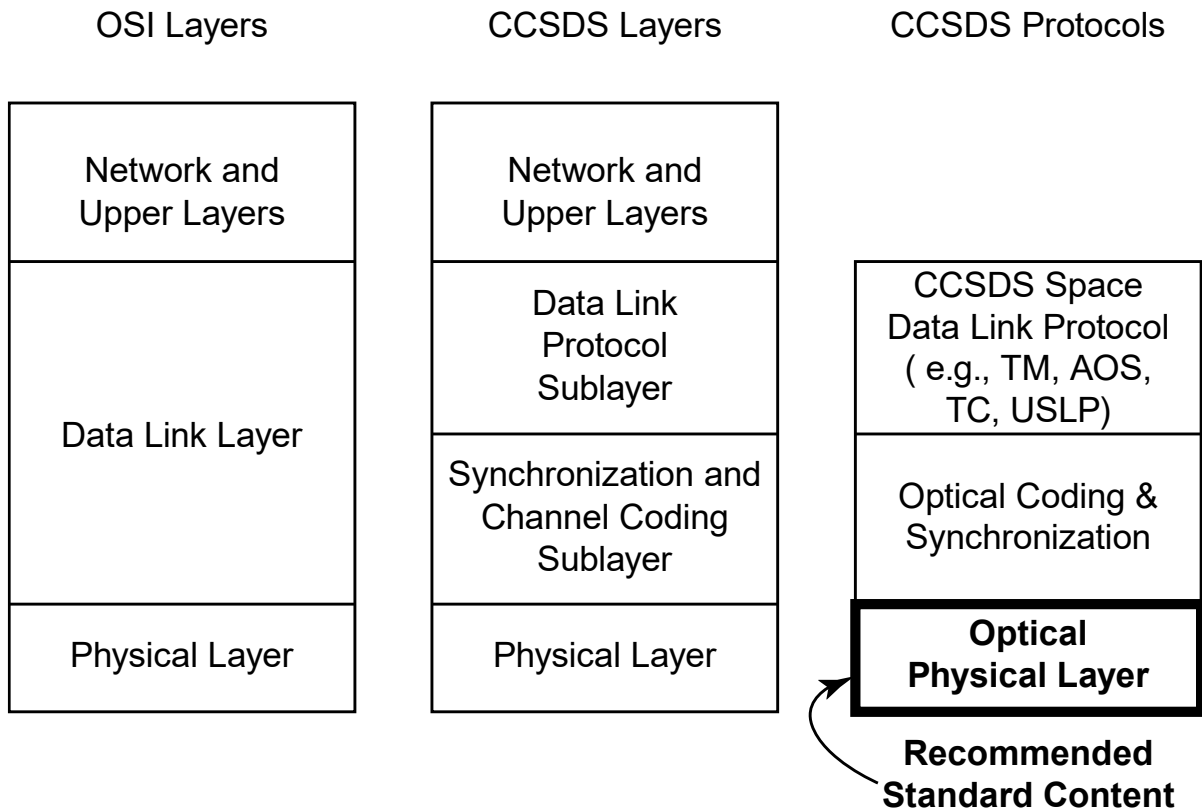 OSI Layers
CCSDS Layers
CCSDS Protocols
Network and
Upper Layers
Data Link Layer
Physical Layer
Network and
Upper Layers
Data Link
Protocol
Sublayer
Synchronization and
Channel Coding
Sublayer
Physical Layer
CCSDS Space
Data Link Protocol
( e.g., TM, AOS,
TC, USLP)
Optical Coding &
Synchronization
Optical
Physical Layer
Recommended
Standard Content